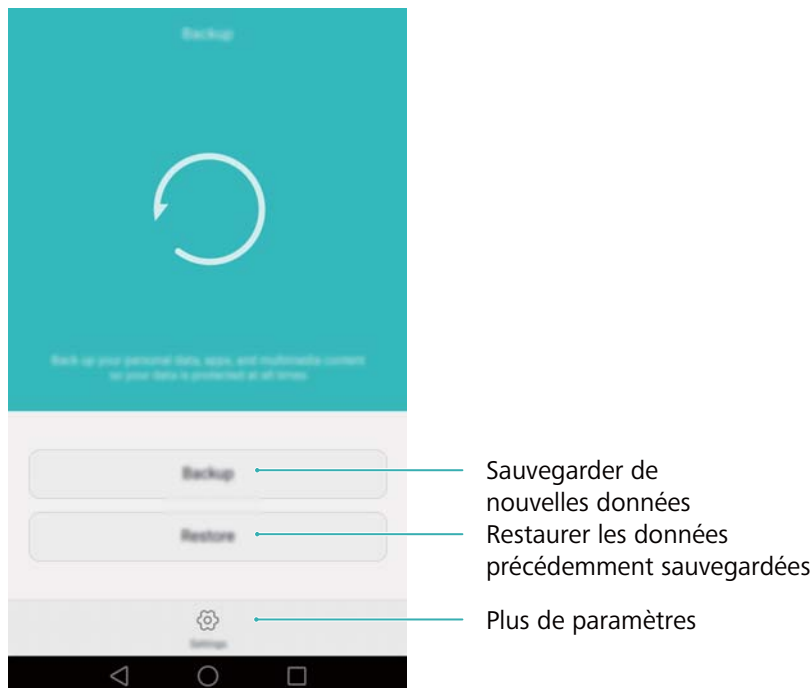 Backup
Back up your personal data, apps, and multimedia content
so your data is protected at all times
Backup
Restore
Settings
Sauvegarder de
nouvelles données
Restaurer les données
précédemment sauvegardées
Plus de paramètres